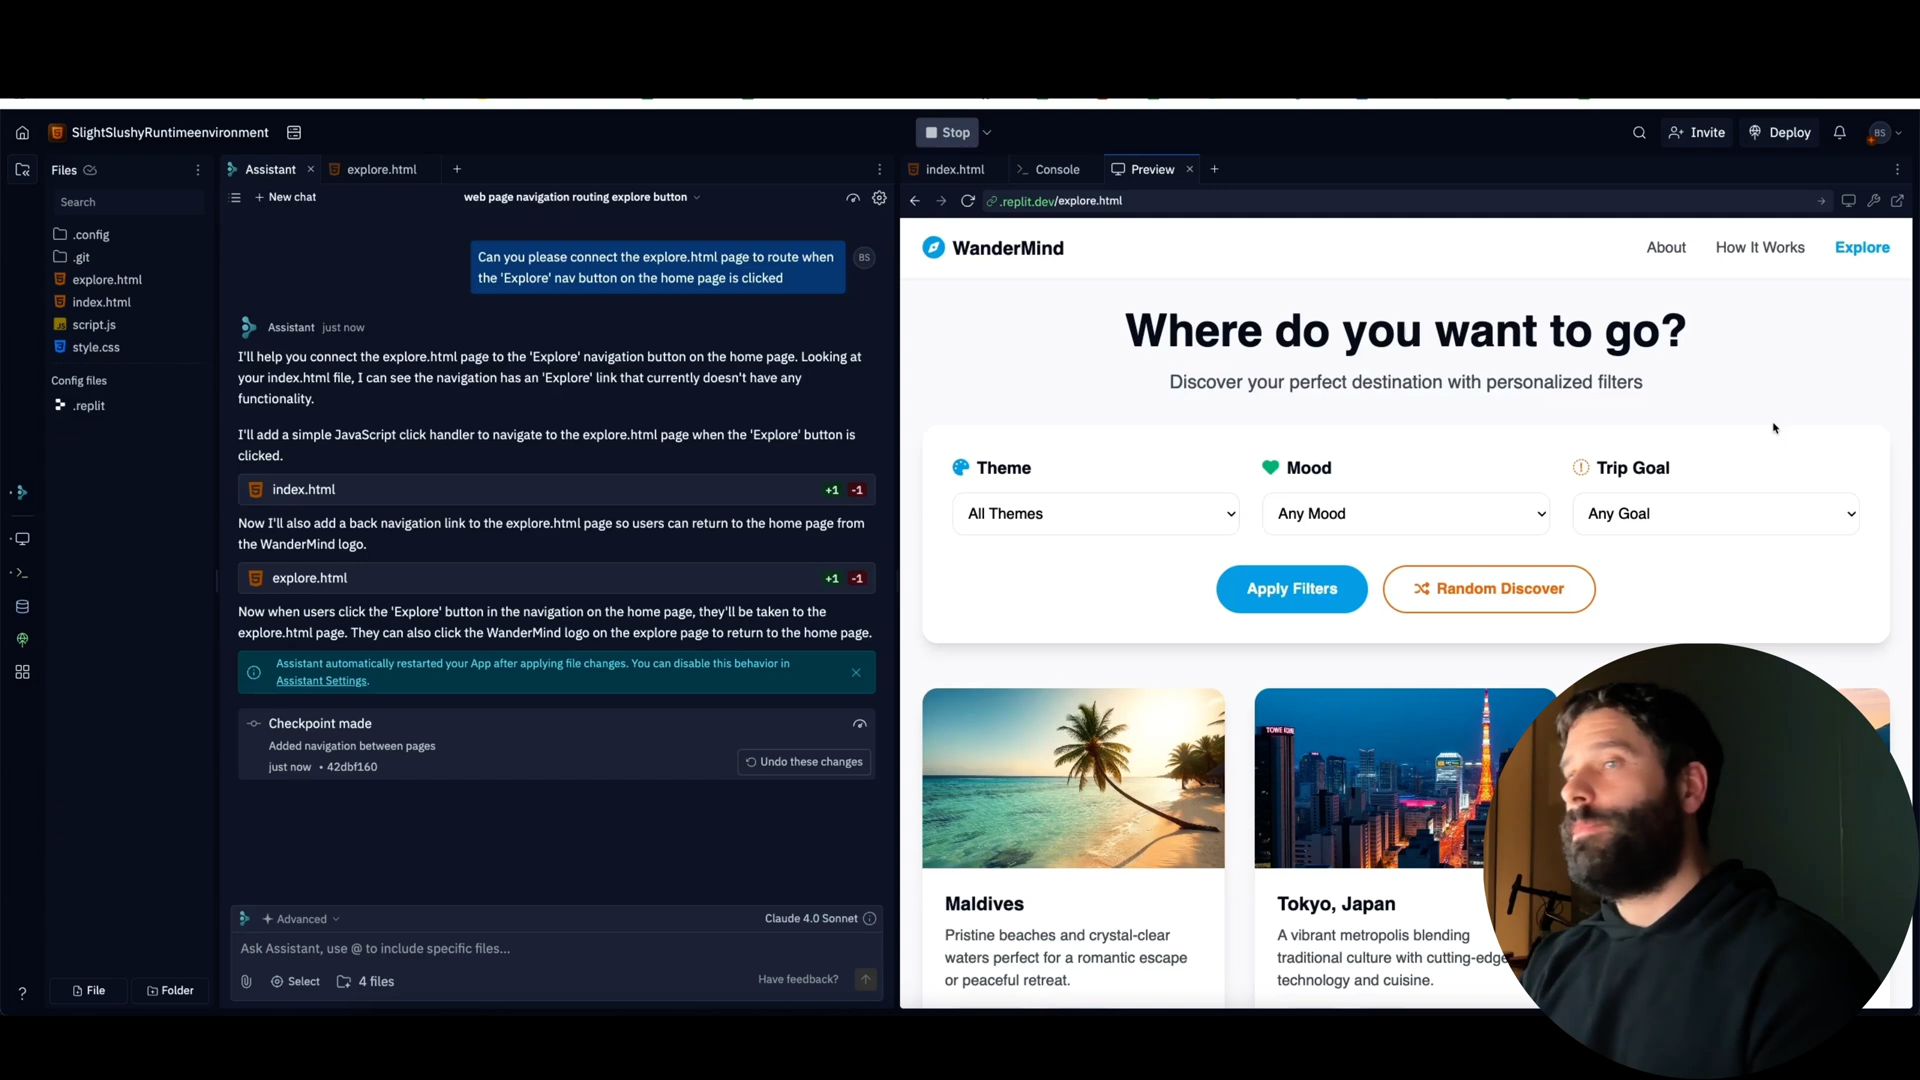 SlightSlushyRuntimeenvironment
Stop
Invite
Deploy
BS
Files
Search
.config
.git
explore.html
index.html
script.js
style.css
Config files
.replit
File
Folder
Assistant
explore.html
New chat
web page navigation routing explore button
Can you please connect the explore.html page to route when
the 'Explore' nav button on the home page is clicked
BS
Assistant just now
I'll help you connect the explore.html page to the 'Explore' navigation button on the home page. Looking at
your index.html file, I can see the navigation has an 'Explore' link that currently doesn't have any
functionality.
I'll add a simple JavaScript click handler to navigate to the explore.html page when the 'Explore' button is
clicked.
index.html +1 -1
Now I'll also add a back navigation link to the explore.html page so users can return to the home page from
the WanderMind logo.
explore.html +1 -1
Now when users click the 'Explore' button in the navigation on the home page, they'll be taken to the
explore.html page. They can also click the WanderMind logo on the explore page to return to the home page.
Assistant automatically restarted your App after applying file changes. You can disable this behavior in
Assistant Settings.
Checkpoint made
Added navigation between pages
just now • 42dbf160
Undo these changes
Advanced
Claude 4.0 Sonnet
Ask Assistant, use @ to include specific files...
Select
4 files
Have feedback?
index.html
Console
Preview
.replit.dev/explore.html
WanderMind
About
How It Works
Explore
Where do you want to go?
Discover your perfect destination with personalized filters
Theme
Mood
Trip Goal
All Themes
Any Mood
Any Goal
Apply Filters
Random Discover
Maldives
Pristine beaches and crystal-clear
waters perfect for a romantic escape
or peaceful retreat.
Tokyo, Japan
A vibrant metropolis blending
traditional culture with cutting-edge
technology and cuisine.